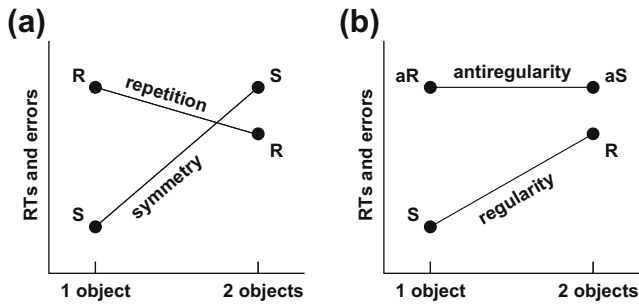 (a)
RTs and errors
R
repetition
S
S
symmetry
R
1 object
2 objects
(b)
RTs and errors
aR
antiregularity
aS
R
S
regularity
1 object
2 objects